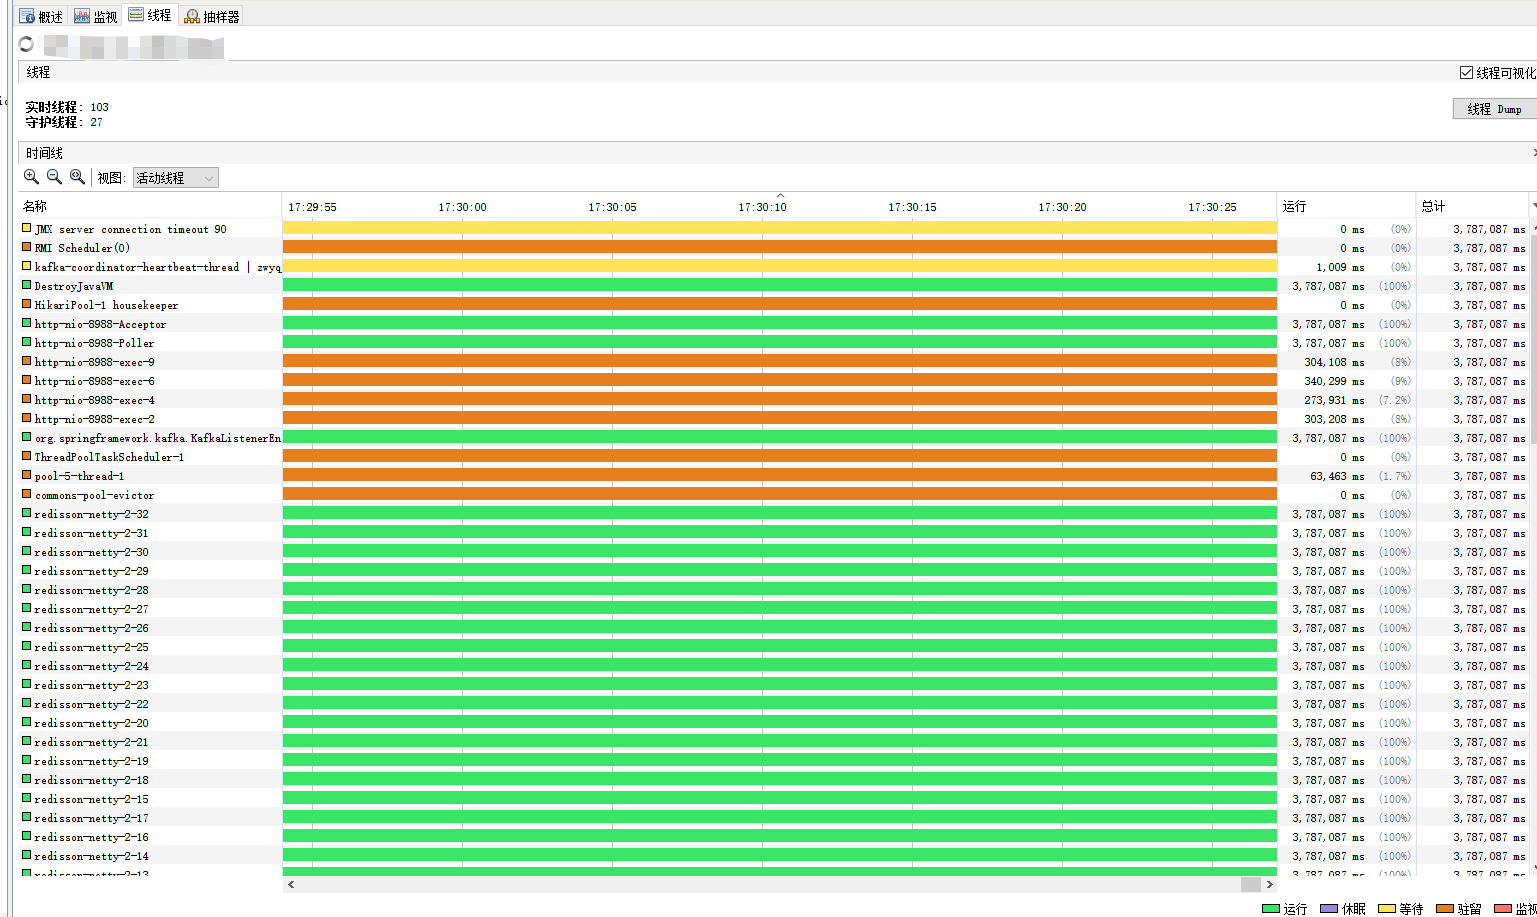 概述 监视 线程 抽样器
线程 线程可视化
实时线程: 103
守护线程: 27
线程 Dump
时间线
视图: 活动线程
名称 17:29:55 17:30:00 17:30:05 17:30:10 17:30:15 17:30:20 17:30:25 运行 总计
JMX server connection timeout 90 0 ms (0%) 3,787,087 ms
RMI Scheduler(0) 0 ms (0%) 3,787,087 ms
kafka-coordinator-heartbeat-thread | zwyq 1,009 ms (0%) 3,787,087 ms
DestroyJavaVM 3,787,087 ms (100%) 3,787,087 ms
HikariPool-1 housekeeper 0 ms (0%) 3,787,087 ms
http-nio-8988-Acceptor 3,787,087 ms (100%) 3,787,087 ms
http-nio-8988-Poller 3,787,087 ms (100%) 3,787,087 ms
http-nio-8988-exec-9 304,108 ms (8%) 3,787,087 ms
http-nio-8988-exec-6 340,299 ms (9%) 3,787,087 ms
http-nio-8988-exec-4 273,931 ms (7.2%) 3,787,087 ms
http-nio-8988-exec-2 303,208 ms (8%) 3,787,087 ms
org.springframework.kafka.KafkaListenerEn 3,787,087 ms (100%) 3,787,087 ms
ThreadPoolTaskScheduler-1 0 ms (0%) 3,787,087 ms
pool-5-thread-1 63,463 ms (1.7%) 3,787,087 ms
commons-pool-evictor 0 ms (0%) 3,787,087 ms
redisson-netty-2-32 3,787,087 ms (100%) 3,787,087 ms
redisson-netty-2-31 3,787,087 ms (100%) 3,787,087 ms
redisson-netty-2-30 3,787,087 ms (100%) 3,787,087 ms
redisson-netty-2-29 3,787,087 ms (100%) 3,787,087 ms
redisson-netty-2-28 3,787,087 ms (100%) 3,787,087 ms
redisson-netty-2-27 3,787,087 ms (100%) 3,787,087 ms
redisson-netty-2-26 3,787,087 ms (100%) 3,787,087 ms
redisson-netty-2-25 3,787,087 ms (100%) 3,787,087 ms
redisson-netty-2-24 3,787,087 ms (100%) 3,787,087 ms
redisson-netty-2-23 3,787,087 ms (100%) 3,787,087 ms
redisson-netty-2-22 3,787,087 ms (100%) 3,787,087 ms
redisson-netty-2-20 3,787,087 ms (100%) 3,787,087 ms
redisson-netty-2-21 3,787,087 ms (100%) 3,787,087 ms
redisson-netty-2-19 3,787,087 ms (100%) 3,787,087 ms
redisson-netty-2-18 3,787,087 ms (100%) 3,787,087 ms
redisson-netty-2-15 3,787,087 ms (100%) 3,787,087 ms
redisson-netty-2-17 3,787,087 ms (100%) 3,787,087 ms
redisson-netty-2-16 3,787,087 ms (100%) 3,787,087 ms
redisson-netty-2-14 3,787,087 ms (100%) 3,787,087 ms
redisson-netty-2-13 3,787,087 ms (100%) 3,787,087 ms
运行 休眠 等待 驻留 监视